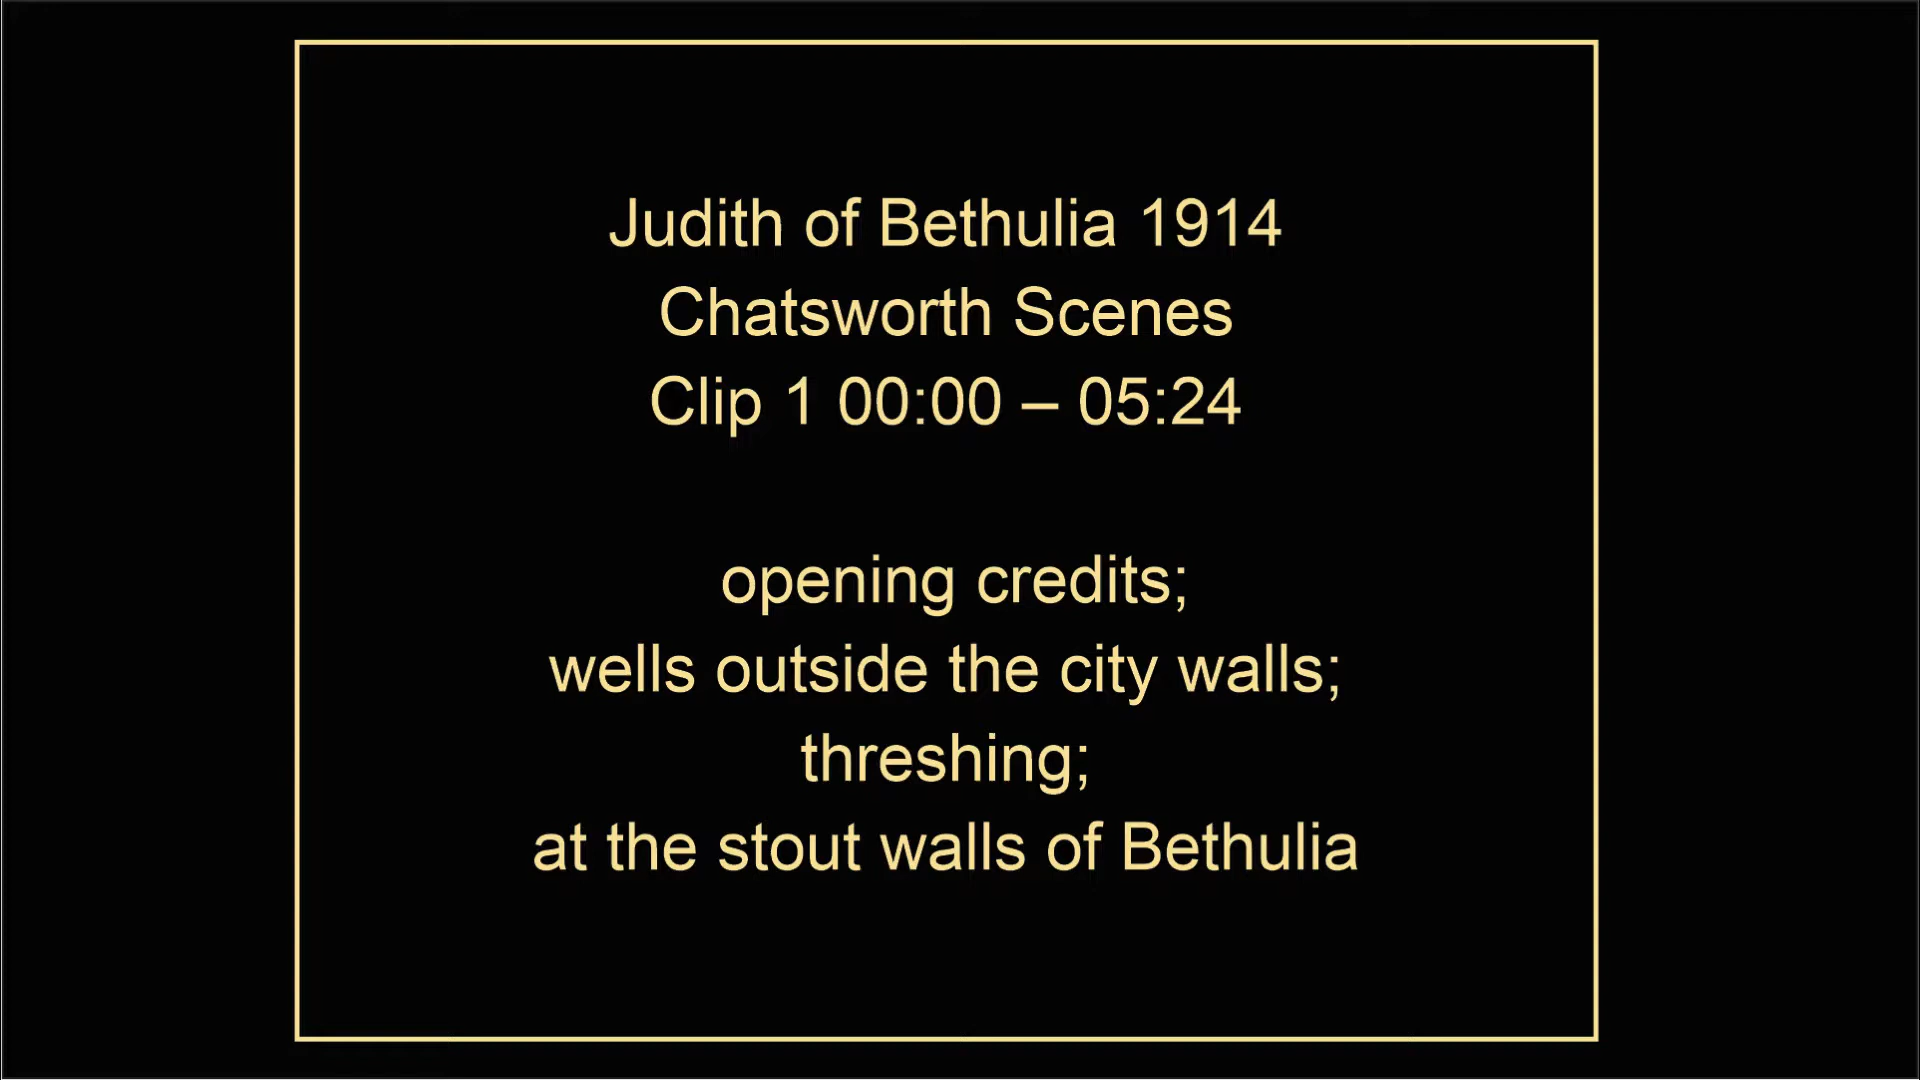 Judith of Bethulia 1914
Chatsworth Scenes
Clip 1 00:00 – 05:24
opening credits;
wells outside the city walls;
threshing;
at the stout walls of Bethulia